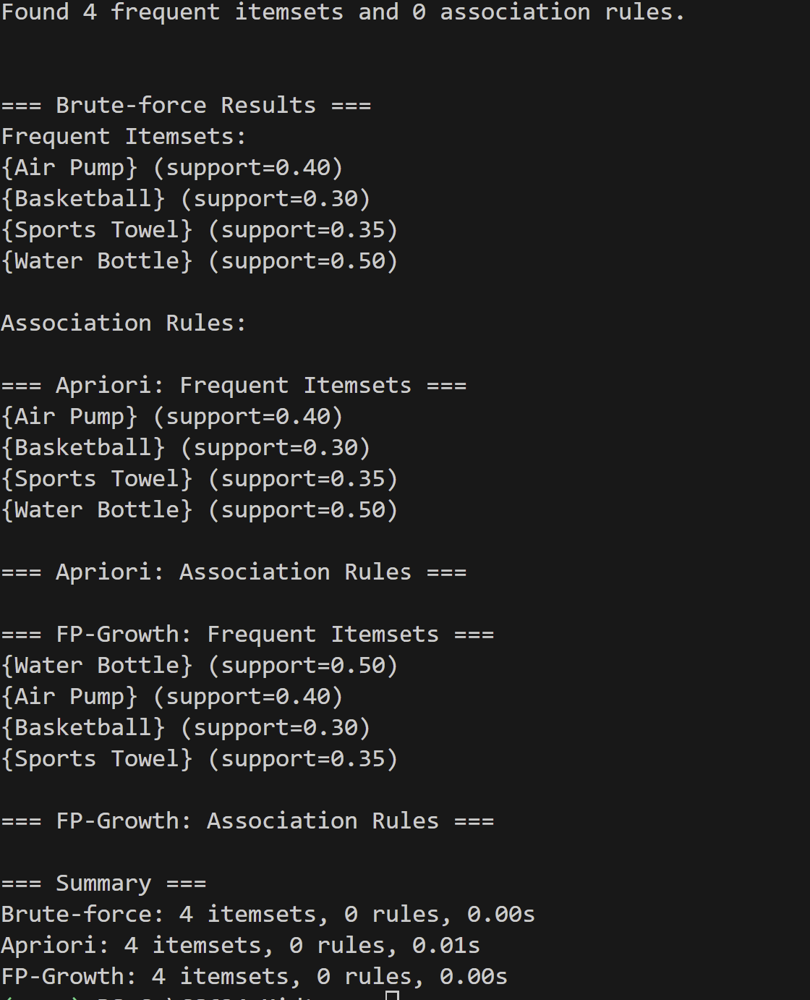 Found 4 frequent itemsets and 0 association rules.
=== Brute-force Results ===
Frequent Itemsets:
{Air Pump} (support=0.40)
{Basketball} (support=0.30)
{Sports Towel} (support=0.35)
{Water Bottle} (support=0.50)
Association Rules:
=== Apriori: Frequent Itemsets ===
{Air Pump} (support=0.40)
{Basketball} (support=0.30)
{Sports Towel} (support=0.35)
{Water Bottle} (support=0.50)
=== Apriori: Association Rules ===
=== FP-Growth: Frequent Itemsets ===
{Water Bottle} (support=0.50)
{Air Pump} (support=0.40)
{Basketball} (support=0.30)
{Sports Towel} (support=0.35)
=== FP-Growth: Association Rules ===
=== Summary ===
Brute-force: 4 itemsets, 0 rules, 0.00s
Apriori: 4 itemsets, 0 rules, 0.01s
FP-Growth: 4 itemsets, 0 rules, 0.00s